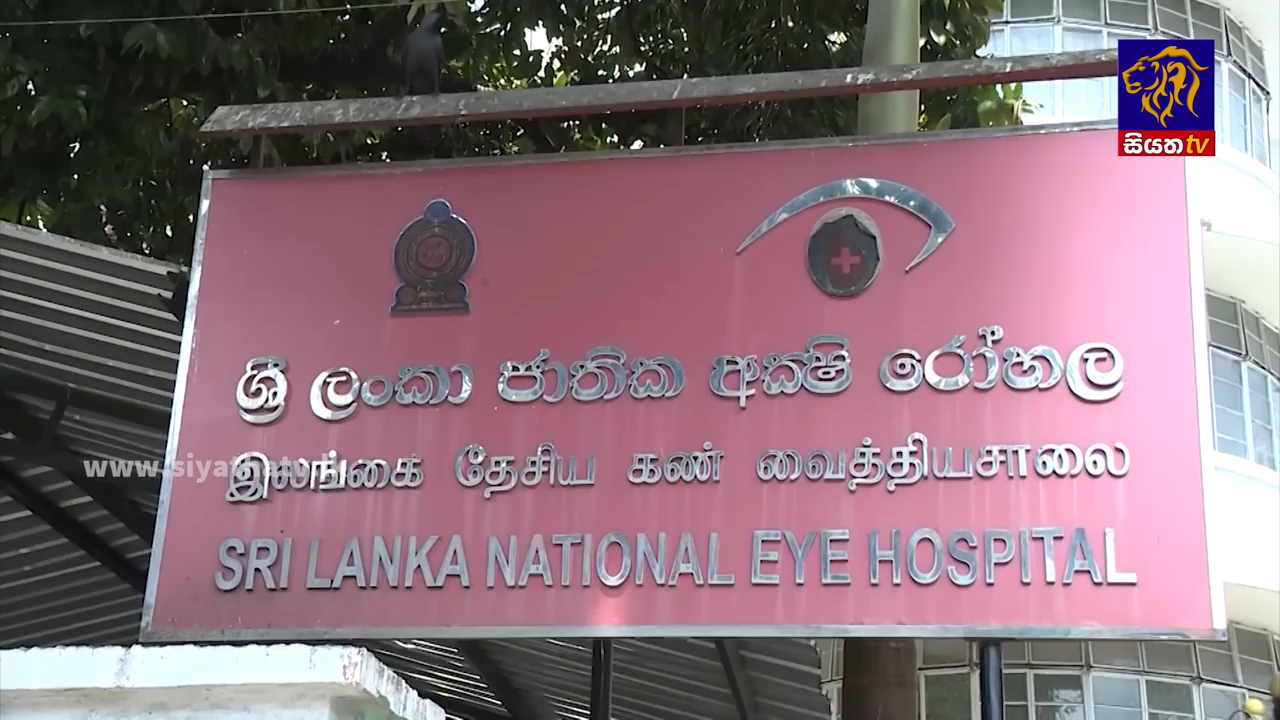 සියත tv
ශ්‍රී ලංකා ජාතික අක්ෂි රෝහල
இலங்கை தேசிய கண் வைத்தியசாலை
SRI LANKA NATIONAL EYE HOSPITAL